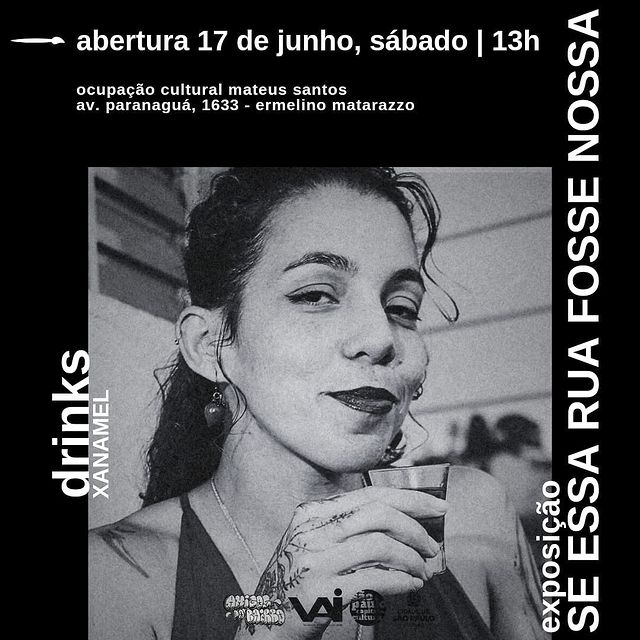 abertura 17 de junho, sábado | 13h
ocupação cultural mateus santos
av. paranaguá, 1633 - ermelino matarazzo
drinks
XANAMEL
exposição
SE ESSA RUA FOSSE NOSSA
VAI